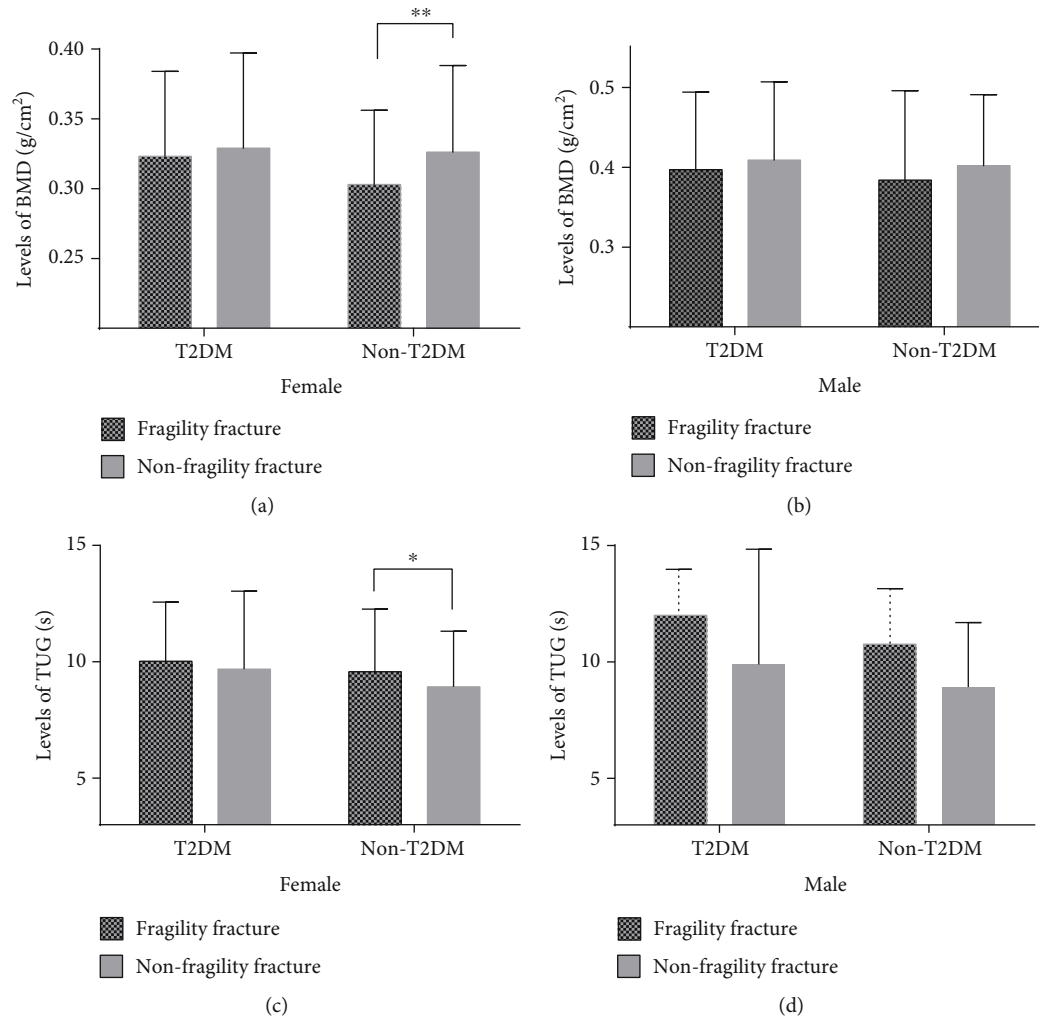 **
0.40
0.35
0.30
0.25
Levels of BMD (g/cm²)
T2DM
Non-T2DM
Female
Fragility fracture
Non-fragility fracture
(a)
0.5
0.4
0.3
Levels of BMD (g/cm²)
T2DM
Non-T2DM
Male
Fragility fracture
Non-fragility fracture
(b)
*
15
10
5
Levels of TUG (s)
T2DM
Non-T2DM
Female
Fragility fracture
Non-fragility fracture
(c)
15
10
5
Levels of TUG (s)
T2DM
Non-T2DM
Male
Fragility fracture
Non-fragility fracture
(d)